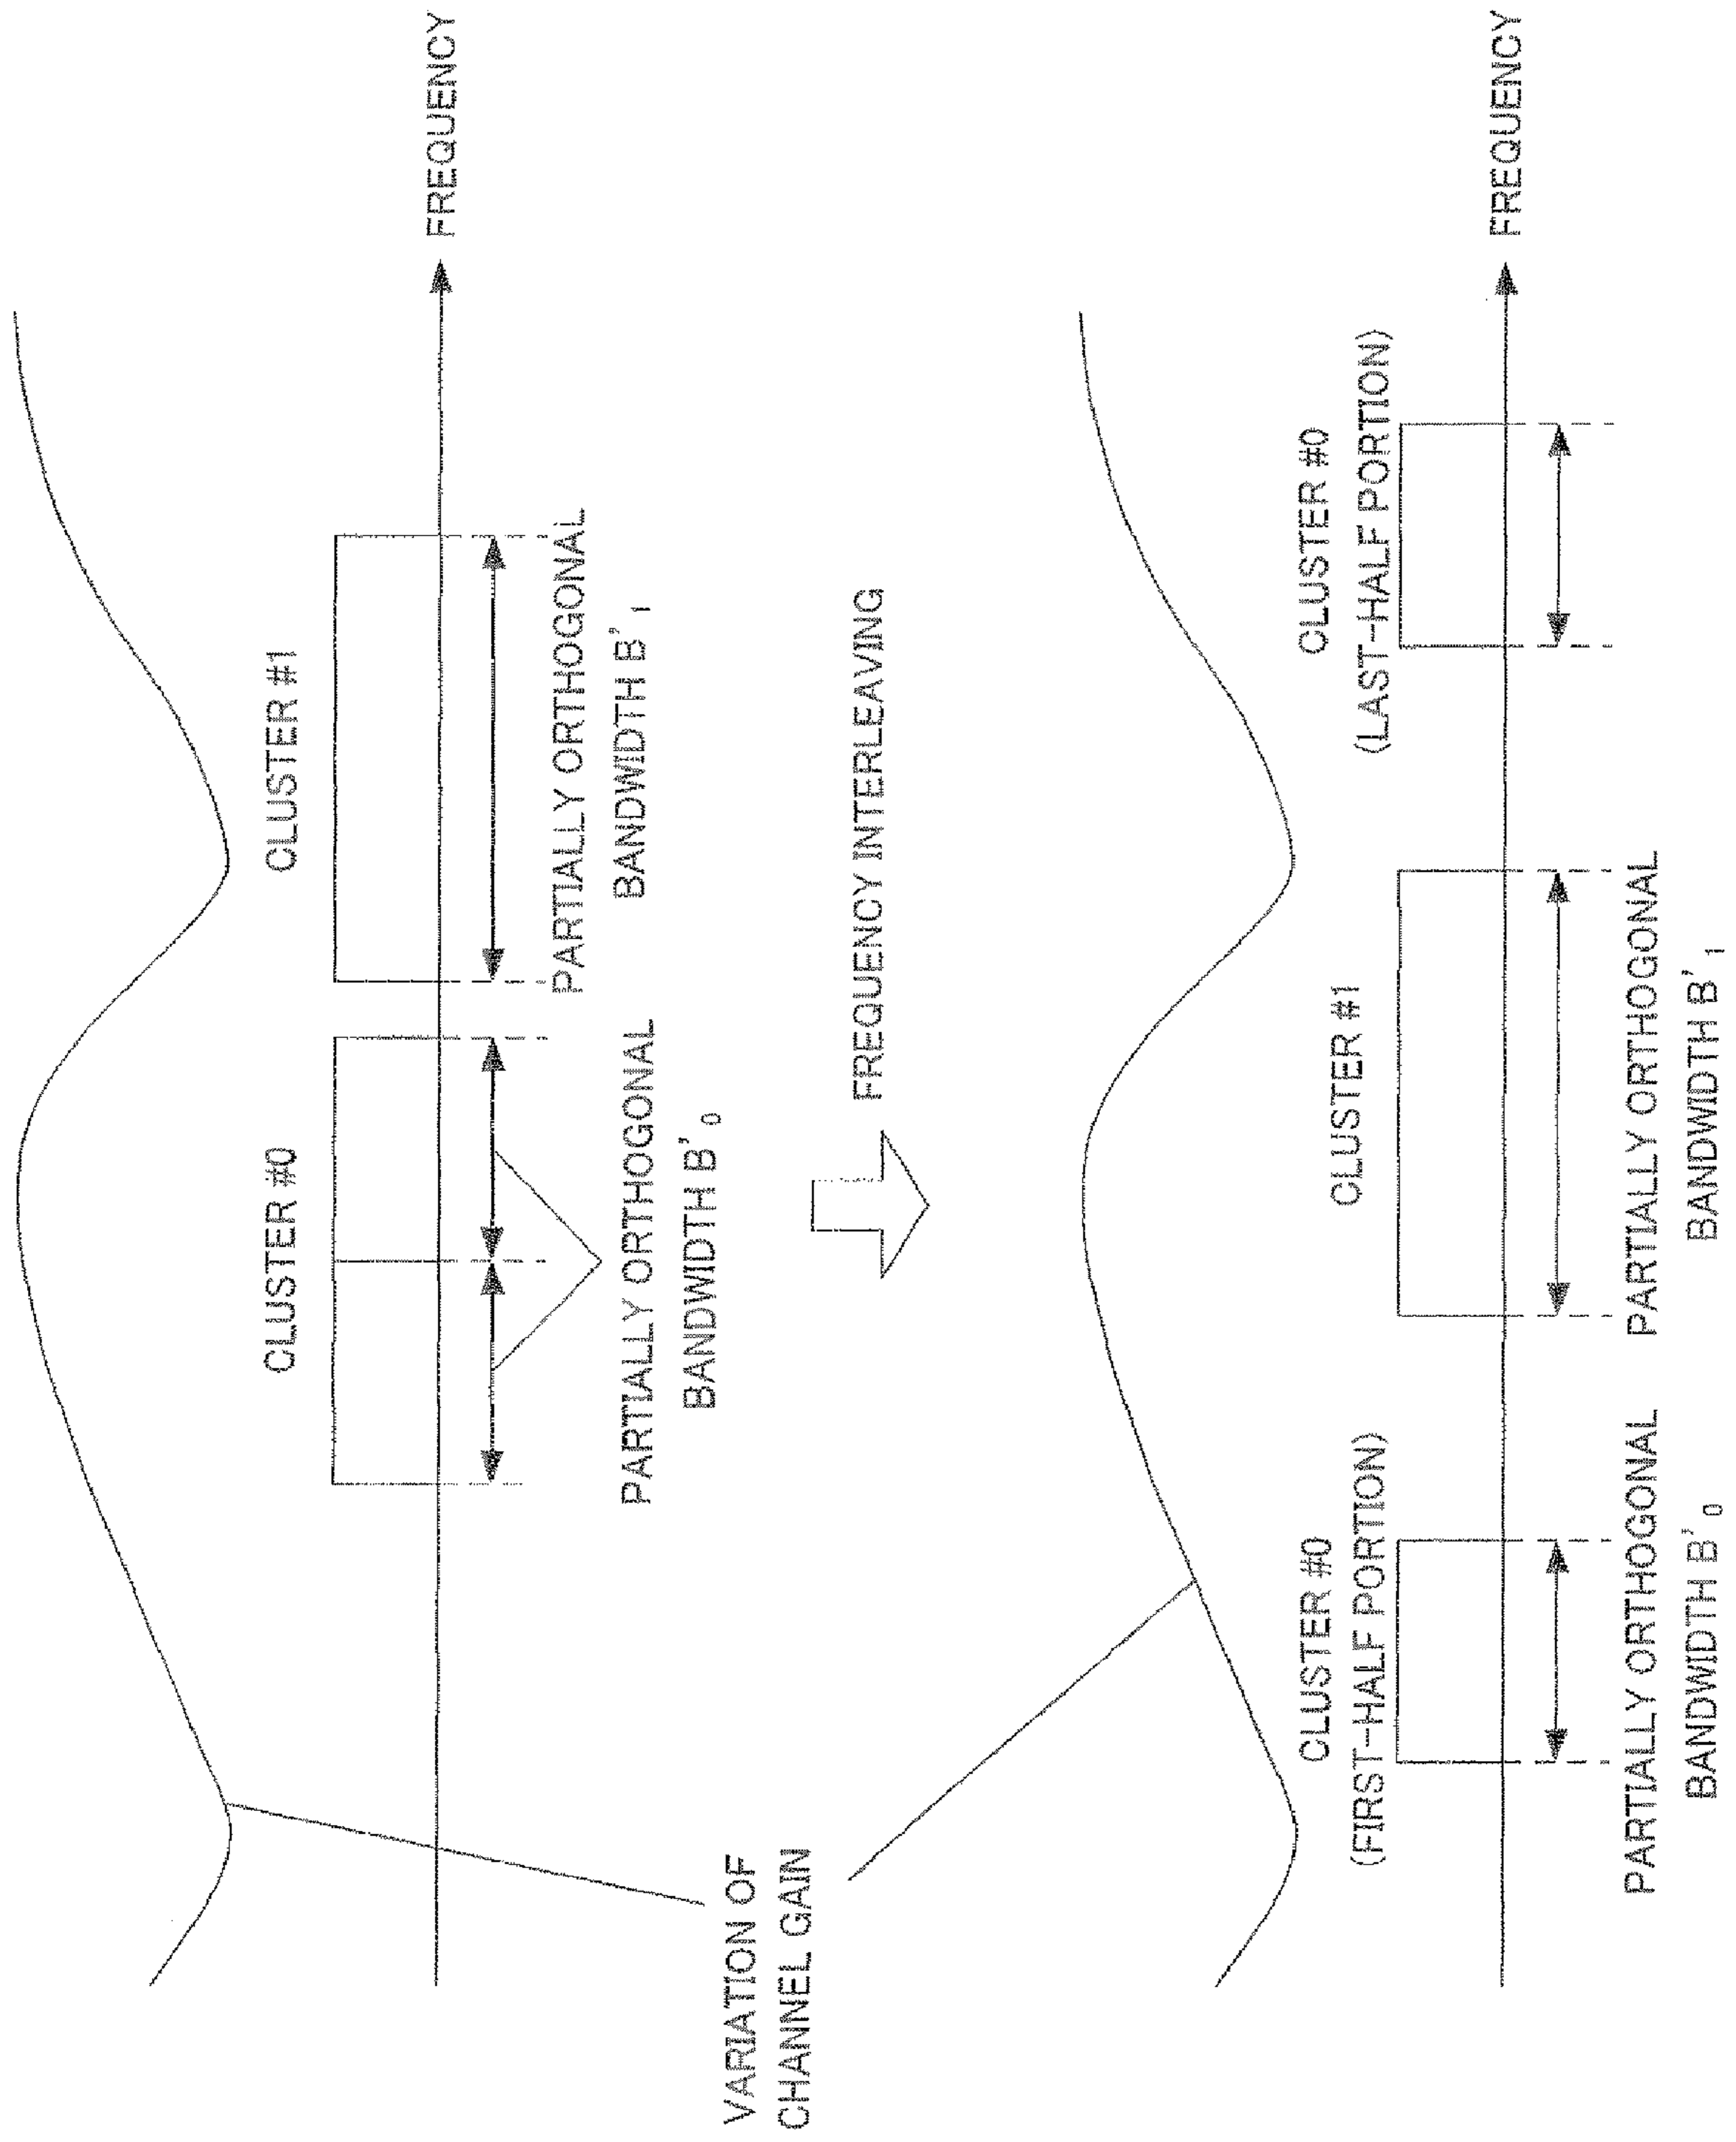 VARIATION OF
CHANNEL GAIN
CLUSTER #0
CLUSTER #1
FREQUENCY
PARTIALLY ORTHOGONAL
BANDWIDTH B'0
PARTIALLY ORTHOGONAL
BANDWIDTH B'1
FREQUENCY INTERLEAVING
CLUSTER #0
(FIRST-HALF PORTION)
CLUSTER #1
CLUSTER #0
(LAST-HALF PORTION)
FREQUENCY
PARTIALLY ORTHOGONAL
BANDWIDTH B'0
PARTIALLY ORTHOGONAL
BANDWIDTH B'1